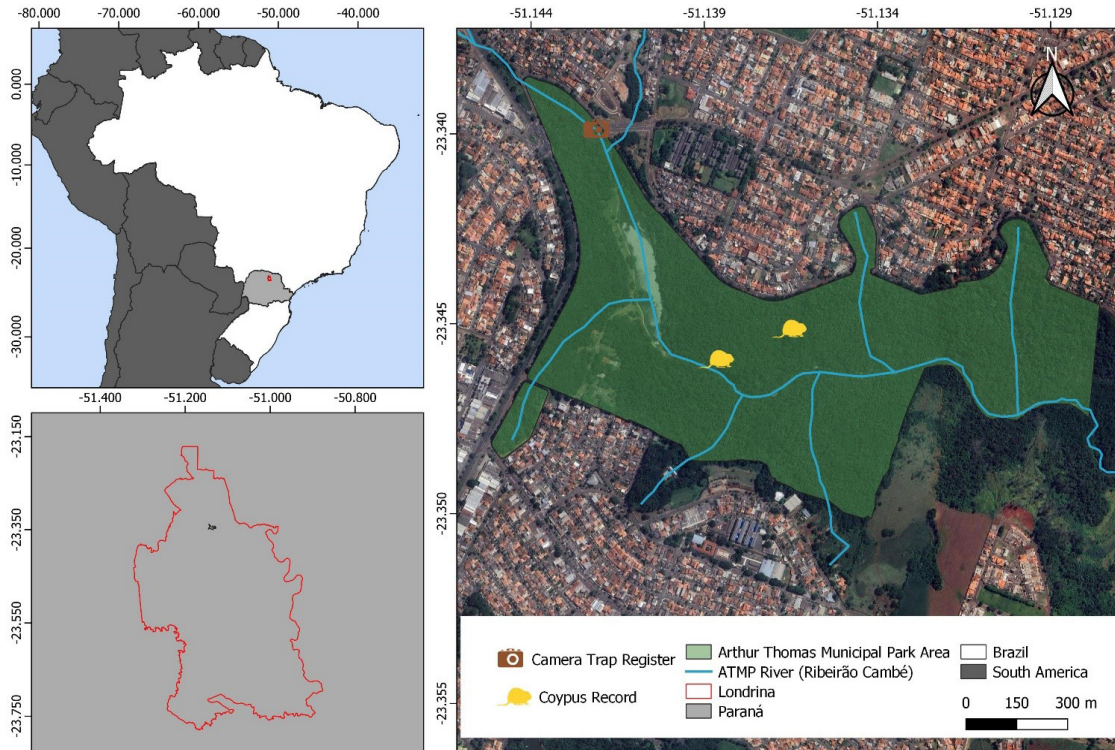 -80.000 -70.000 -60.000 -50.000 -40.000
0.000
-10.000
-20.000
-30.000
-51.400 -51.200 -51.000 -50.800
-23.150
-23.350
-23.550
-23.750
-51.144 -51.139 -51.134 -51.129
N
-23.340
-23.345
-23.350
-23.355
Camera Trap Register
Coypus Record
Arthur Thomas Municipal Park Area
ATMP River (Ribeirão Cambé)
Londrina
Paraná
Brazil
South America
0 150 300 m